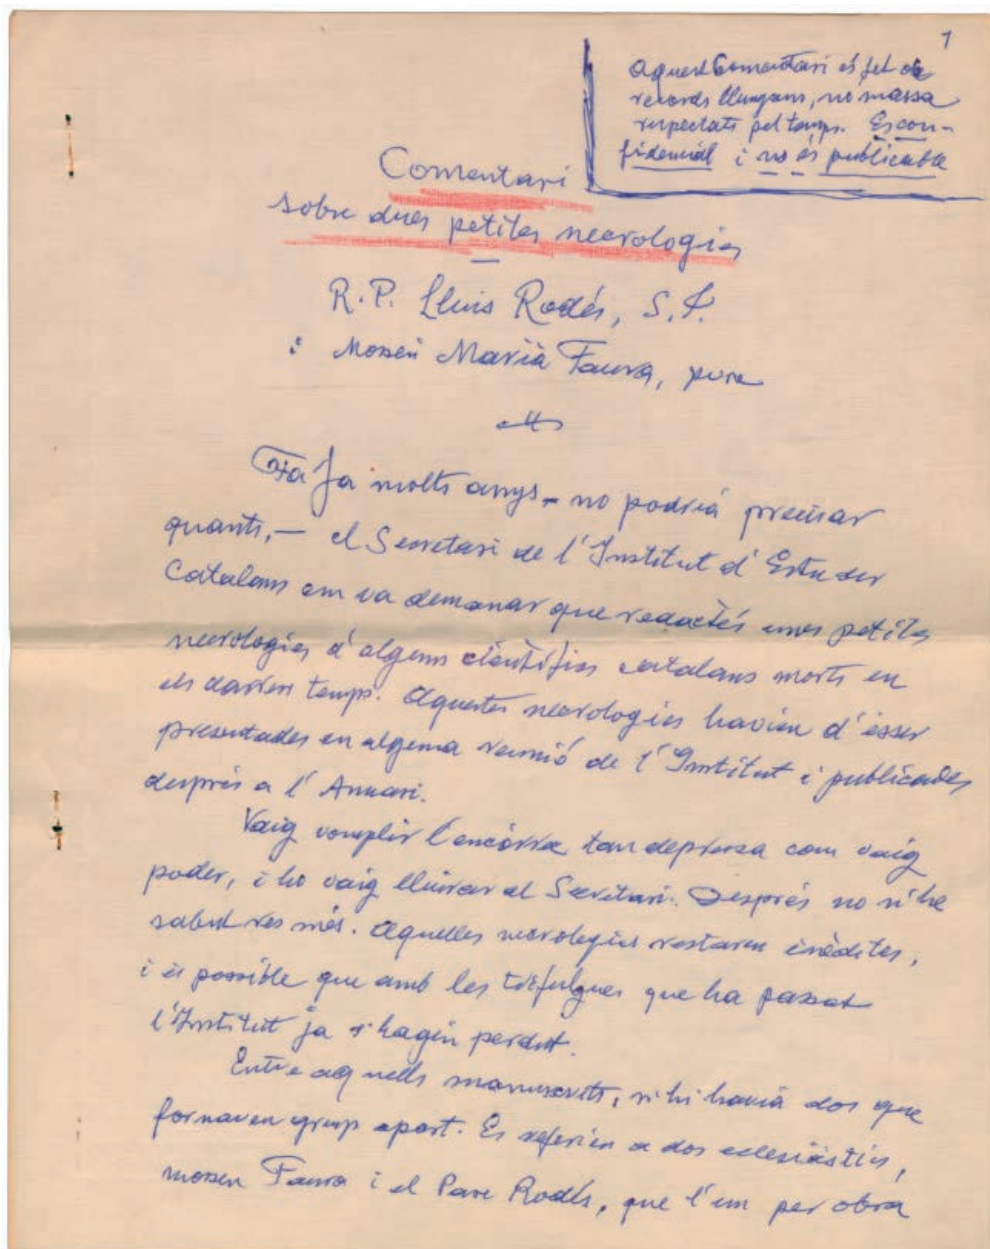 1
Aquest Comentari és fet de
records llunyans, no massa
respectats pel temps. És con-
fidencial i no és publicable
Comentari
sobre dues petites necrologies
R.P. Lluis Rodés, S.J.
i Mossèn Marià Faura, pvre
Fa ja molts anys – no podria precisar
quants, – el Secretari de l'Institut d'Estudis
Catalans em va demanar que redactés unes petites
necrologies d'alguns científics catalans morts en
els darrers temps. Aquestes necrologies havien d'ésser
presentades en alguna reunió de l'Institut i publicades
després a l'Anuari.
Vaig complir l'encàrrec tan depressa com vaig
poder, i ho vaig lliurar al Secretari. Després no n'he
sabut res més. Aquelles necrologies restaren inèdites,
i és possible que amb les tràfulgues que ha passat
l'Institut ja s'hagin perdut.
Entre aquells manuscrits, n'hi havia dos que
formaven grup apart. Es referien a dos eclesiàstics,
mossen Faura i el Pare Rodés, que l'un per obra